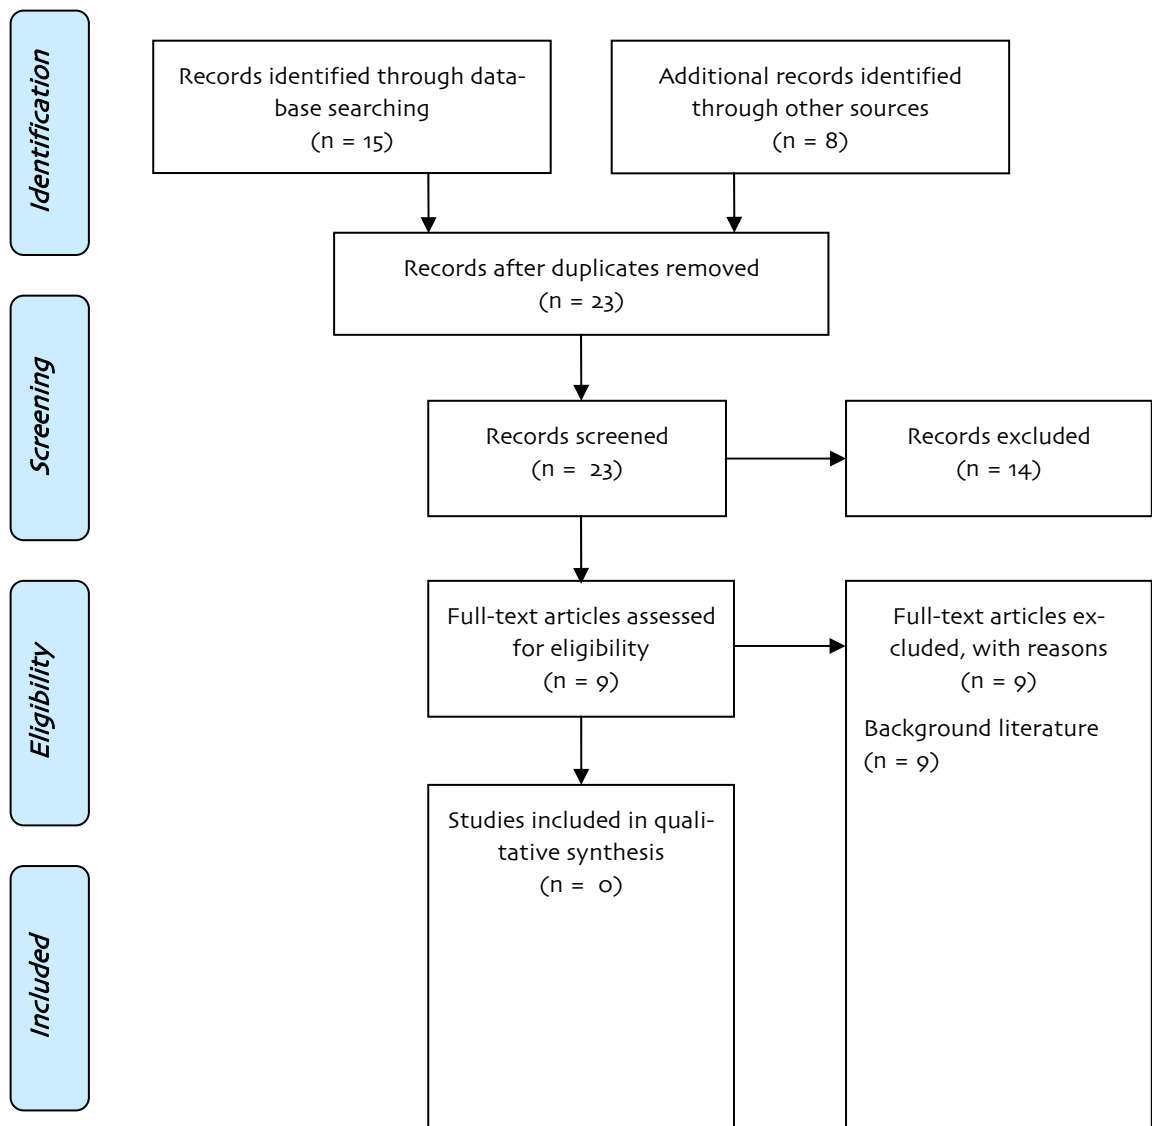 Identification
Records identified through data-
base searching
(n = 15)
Additional records identified
through other sources
(n = 8)
Records after duplicates removed
(n = 23)
Screening
Records screened
(n =  23)
Records excluded
(n = 14)
Eligibility
Full-text articles assessed
for eligibility
(n = 9)
Full-text articles ex-
cluded, with reasons
(n = 9)
Background literature
(n = 9)
Included
Studies included in quali-
tative synthesis
(n =  0)